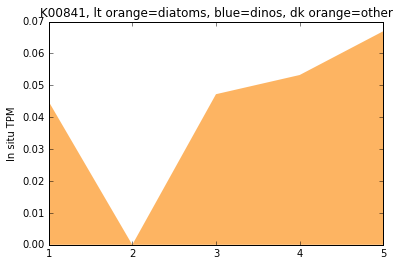 K00841, lt orange=diatoms, blue=dinos, dk orange=other
0.07
0.06
0.05
0.04
0.03
0.02
0.01
0.00
In situ TPM
1 2 3 4 5